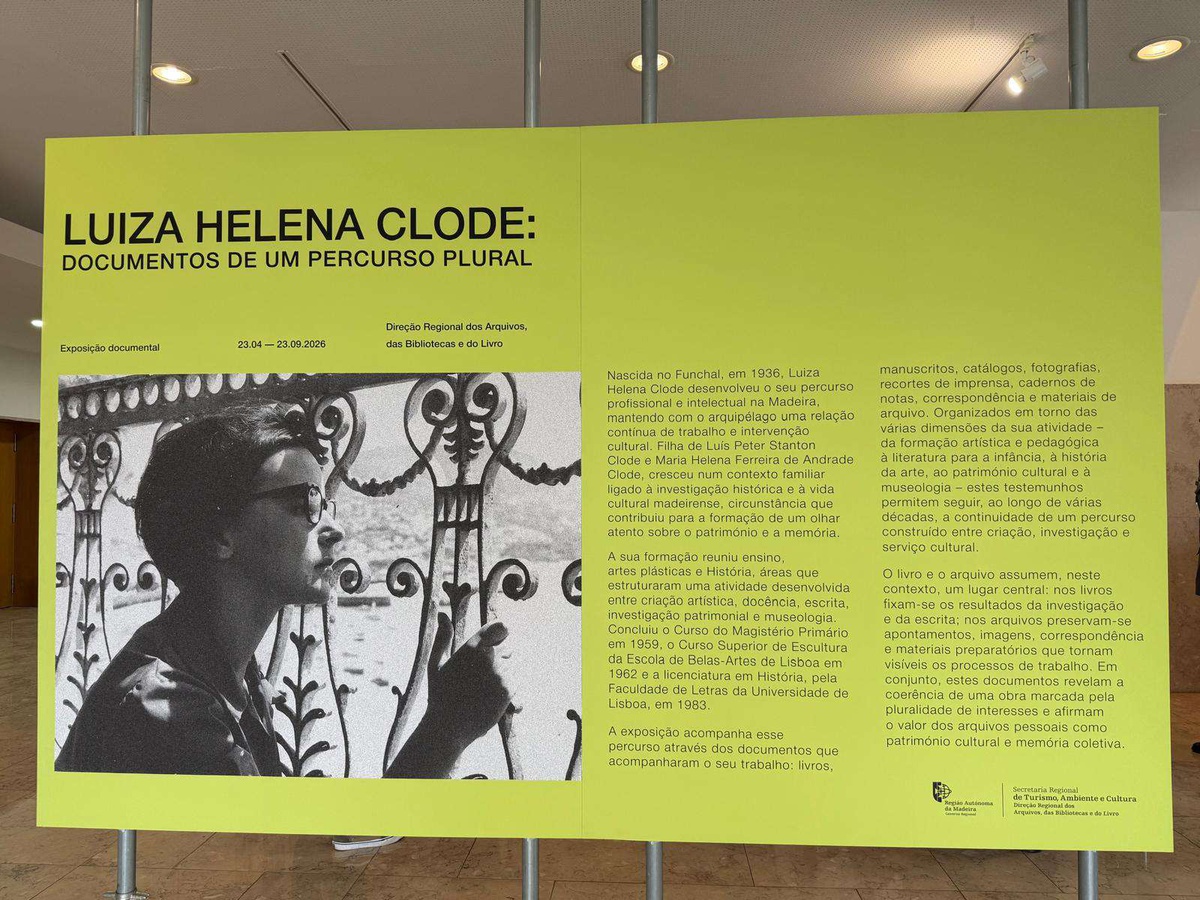 LUIZA HELENA CLODE:
DOCUMENTOS DE UM PERCURSO PLURAL
Exposição documental
23.04 — 23.09.2026
Direção Regional dos Arquivos,
das Bibliotecas e do Livro
Nascida no Funchal, em 1936, Luiza
Helena Clode desenvolveu o seu percurso
profissional e intelectual na Madeira,
mantendo com o arquipélago uma relação
contínua de trabalho e intervenção
cultural. Filha de Luís Peter Stanton
Clode e Maria Helena Ferreira de Andrade
Clode, cresceu num contexto familiar
ligado à investigação histórica e à vida
cultural madeirense, circunstância que
contribuiu para a formação de um olhar
atento sobre o património e a memória.
A sua formação reuniu ensino,
artes plásticas e História, áreas que
estruturaram uma atividade desenvolvida
entre criação artística, docência, escrita,
investigação patrimonial e museologia.
Concluiu o Curso do Magistério Primário
em 1959, o Curso Superior de Escultura
da Escola de Belas-Artes de Lisboa em
1962 e a licenciatura em História, pela
Faculdade de Letras da Universidade de
Lisboa, em 1983.
A exposição acompanha esse
percurso através dos documentos que
acompanharam o seu trabalho: livros,
manuscritos, catálogos, fotografias,
recortes de imprensa, cadernos de
notas, correspondência e materiais de
arquivo. Organizados em torno das
várias dimensões da sua atividade –
da formação artística e pedagógica
à literatura para a infância, à história
da arte, ao património cultural e à
museologia – estes testemunhos
permitem seguir, ao longo de várias
décadas, a continuidade de um percurso
construído entre criação, investigação e
serviço cultural.
O livro e o arquivo assumem, neste
contexto, um lugar central: nos livros
fixam-se os resultados da investigação
e da escrita; nos arquivos preservam-se
apontamentos, imagens, correspondência
e materiais preparatórios que tornam
visíveis os processos de trabalho. Em
conjunto, estes documentos revelam a
coerência de uma obra marcada pela
pluralidade de interesses e afirmam
o valor dos arquivos pessoais como
património cultural e memória coletiva.
Região Autónoma
da Madeira
Governo Regional
Secretaria Regional
de Turismo, Ambiente e Cultura
Direção Regional dos
Arquivos, das Bibliotecas e do Livro